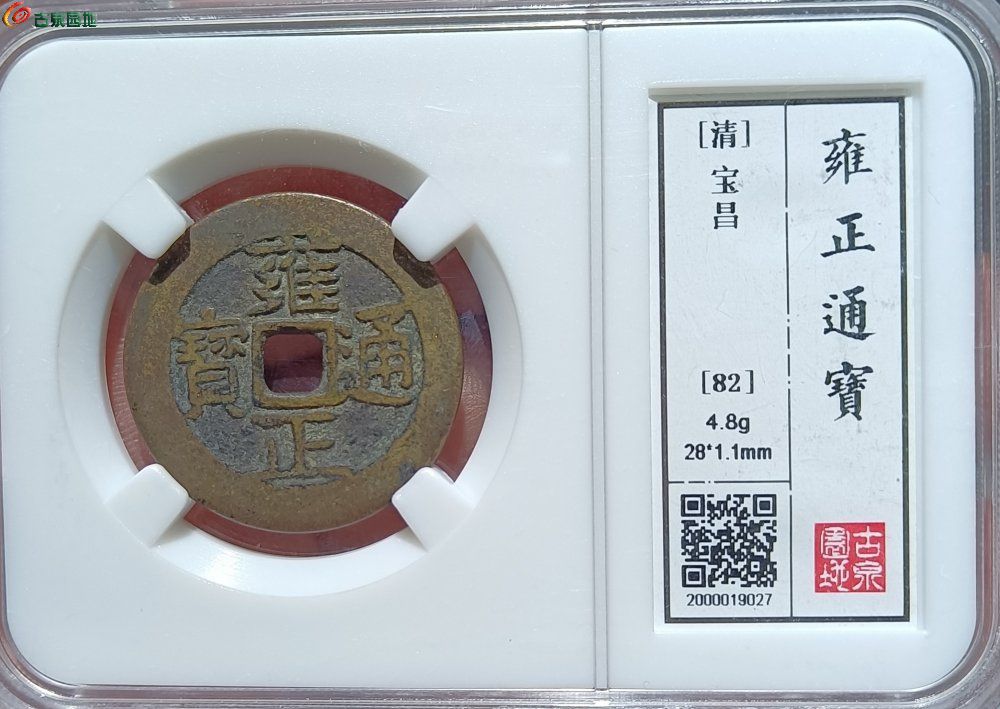 古泉园地
雍正通寶
雍正通寶
[清] 宝昌
[82]
4.8g
28*1.1mm
2000019027
古泉園地